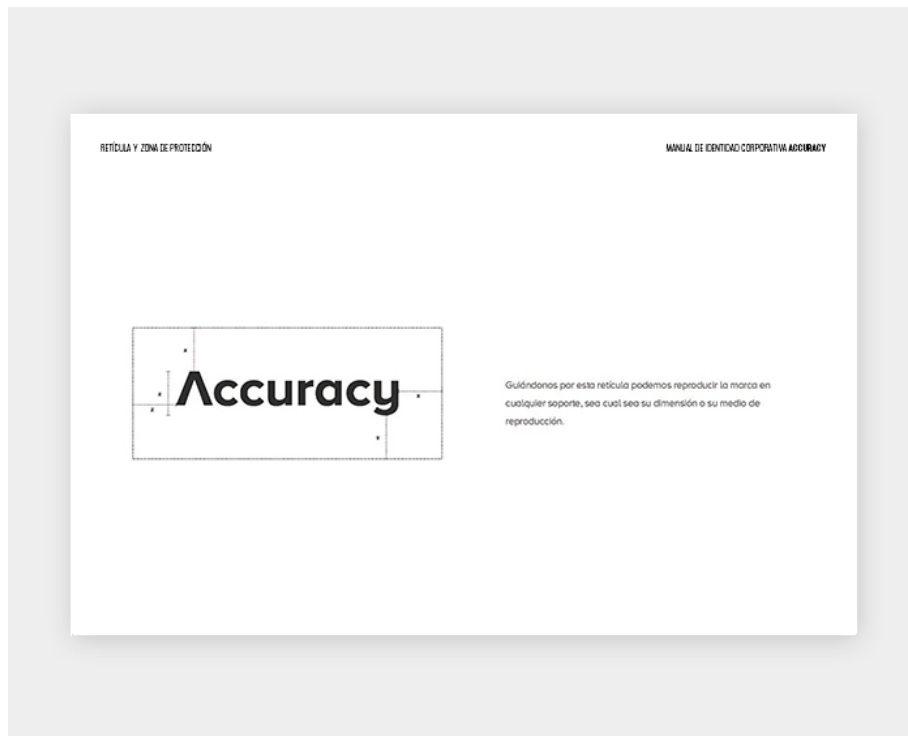 RETÍCULA Y ZONA DE PROTECCIÓN
MANUAL DE IDENTIDAD CORPORATIVA ACCURACY
x
Accuracy
x
x
x
x
Guiándonos por esta retícula podemos reproducir la marca en
cualquier soporte, sea cual sea su dimensión o su medio de
reproducción.